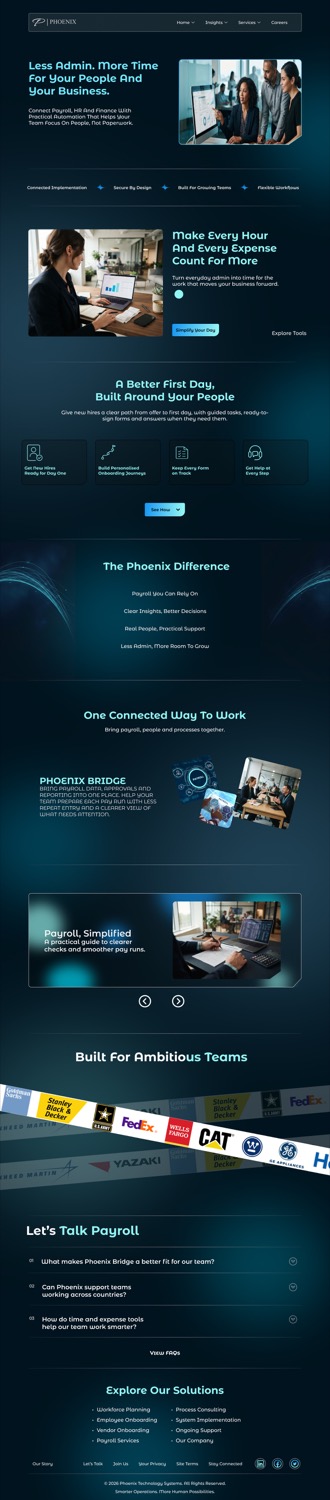 PHOENIX
Home
Insights
Services
Careers
Less Admin. More Time
For Your People And
Your Business.
Connect Payroll, HR And Finance With
Practical Automation That Helps Your
Team Focus On People, Not Paperwork.
Connected Implementation
Secure By Design
Built For Growing Teams
Flexible Workflows
Make Every Hour
And Every Expense
Count For More
Turn everyday admin into time for the
work that moves your business forward.
Simplify Your Day
Explore Tools
A Better First Day,
Built Around Your People
Give new hires a clear path from offer to first day, with guided tasks, ready-to-
sign forms and answers when they need them.
Get New Hires
Ready for Day One
Build Personalised
Onboarding Journeys
Keep Every Form
on Track
Get Help at
Every Step
See How
The Phoenix Difference
Payroll You Can Rely On
Clear Insights, Better Decisions
Real People, Practical Support
Less Admin, More Room To Grow
One Connected Way To Work
Bring payroll, people and processes together.
PHOENIX BRIDGE
BRING PAYROLL DATA, APPROVALS AND
REPORTING INTO ONE PLACE. HELP YOUR
TEAM PREPARE EACH PAY RUN WITH LESS
REPEAT ENTRY AND A CLEARER VIEW OF
WHAT NEEDS ATTENTION.
Payroll, Simplified
A practical guide to clearer
checks and smoother pay runs.
Built For Ambitious Teams
Goldman
Sachs
Stanley
Black &
Decker
U.S. ARMY
FedEx
WELLS
FARGO
CAT
GE APPLIANCES
YAZAKI
Let's Talk Payroll
01
What makes Phoenix Bridge a better fit for our team?
02
Can Phoenix support teams
working across countries?
03
How do time and expense tools
help our team work smarter?
View FAQs
Explore Our Solutions
Workforce Planning
Process Consulting
Employee Onboarding
System Implementation
Vendor Onboarding
Ongoing Support
Payroll Services
Our Company
Our Story
Let's Talk
Join Us
Your Privacy
Site Terms
Stay Connected
© 2026 Phoenix Technology Systems. All Rights Reserved.
Smarter Operations. More Human Possibilities.